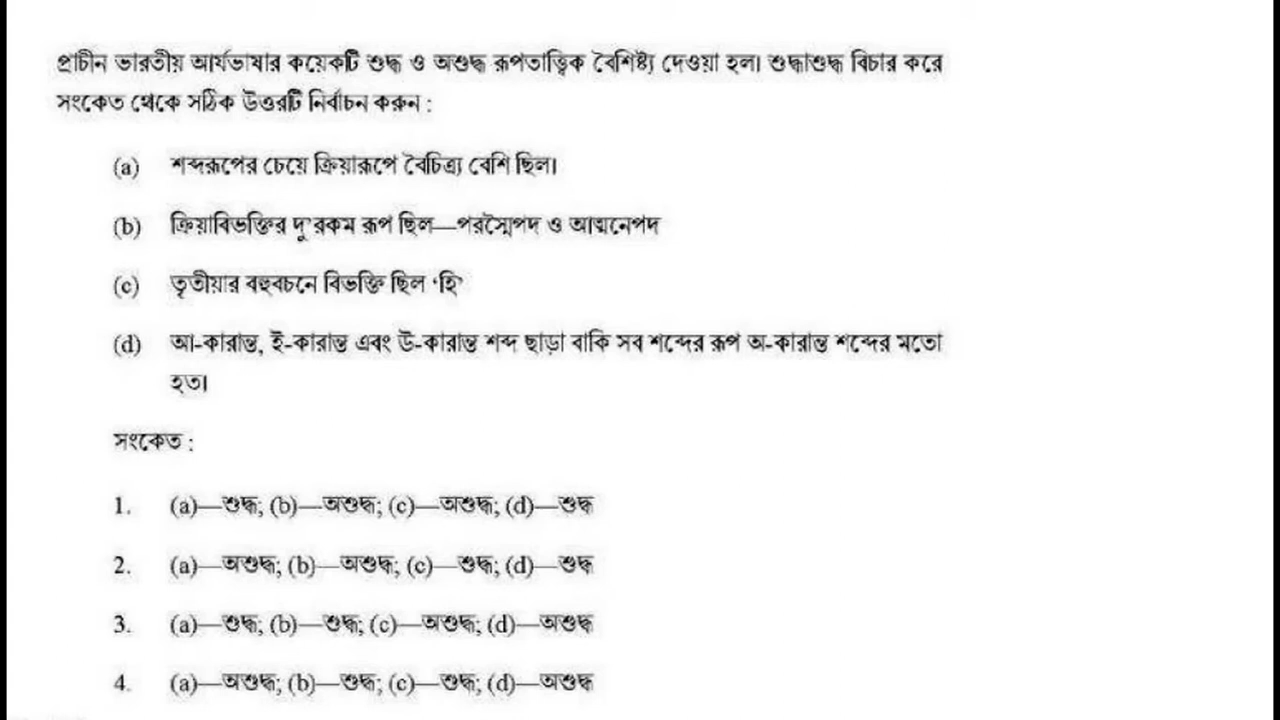 প্রাচীন ভারতীয় আর্যভাষার কয়েকটি শুদ্ধ ও অশুদ্ধ রূপতাত্ত্বিক বৈশিষ্ট্য দেওয়া হল। শুদ্ধাশুদ্ধ বিচার করে
সংকেত থেকে সঠিক উত্তরটি নির্বাচন করুন :
(a) শব্দরূপের চেয়ে ক্রিয়ারূপে বৈচিত্র্য বেশি ছিল।
(b) ক্রিয়াবিভক্তির দু'রকম রূপ ছিল—পরস্মৈপদ ও আত্মনেপদ
(c) তৃতীয়ার বহুবচনে বিভক্তি ছিল 'হি'
(d) আ-কারান্ত, ই-কারান্ত এবং উ-কারান্ত শব্দ ছাড়া বাকি সব শব্দের রূপ অ-কারান্ত শব্দের মতো
হত।
সংকেত :
1. (a)—শুদ্ধ; (b)—অশুদ্ধ; (c)—অশুদ্ধ; (d)—শুদ্ধ
2. (a)—অশুদ্ধ; (b)—অশুদ্ধ; (c)—শুদ্ধ; (d)—শুদ্ধ
3. (a)—শুদ্ধ; (b)—শুদ্ধ; (c)—অশুদ্ধ; (d)—অশুদ্ধ
4. (a)—অশুদ্ধ; (b)—শুদ্ধ; (c)—শুদ্ধ; (d)—অশুদ্ধ